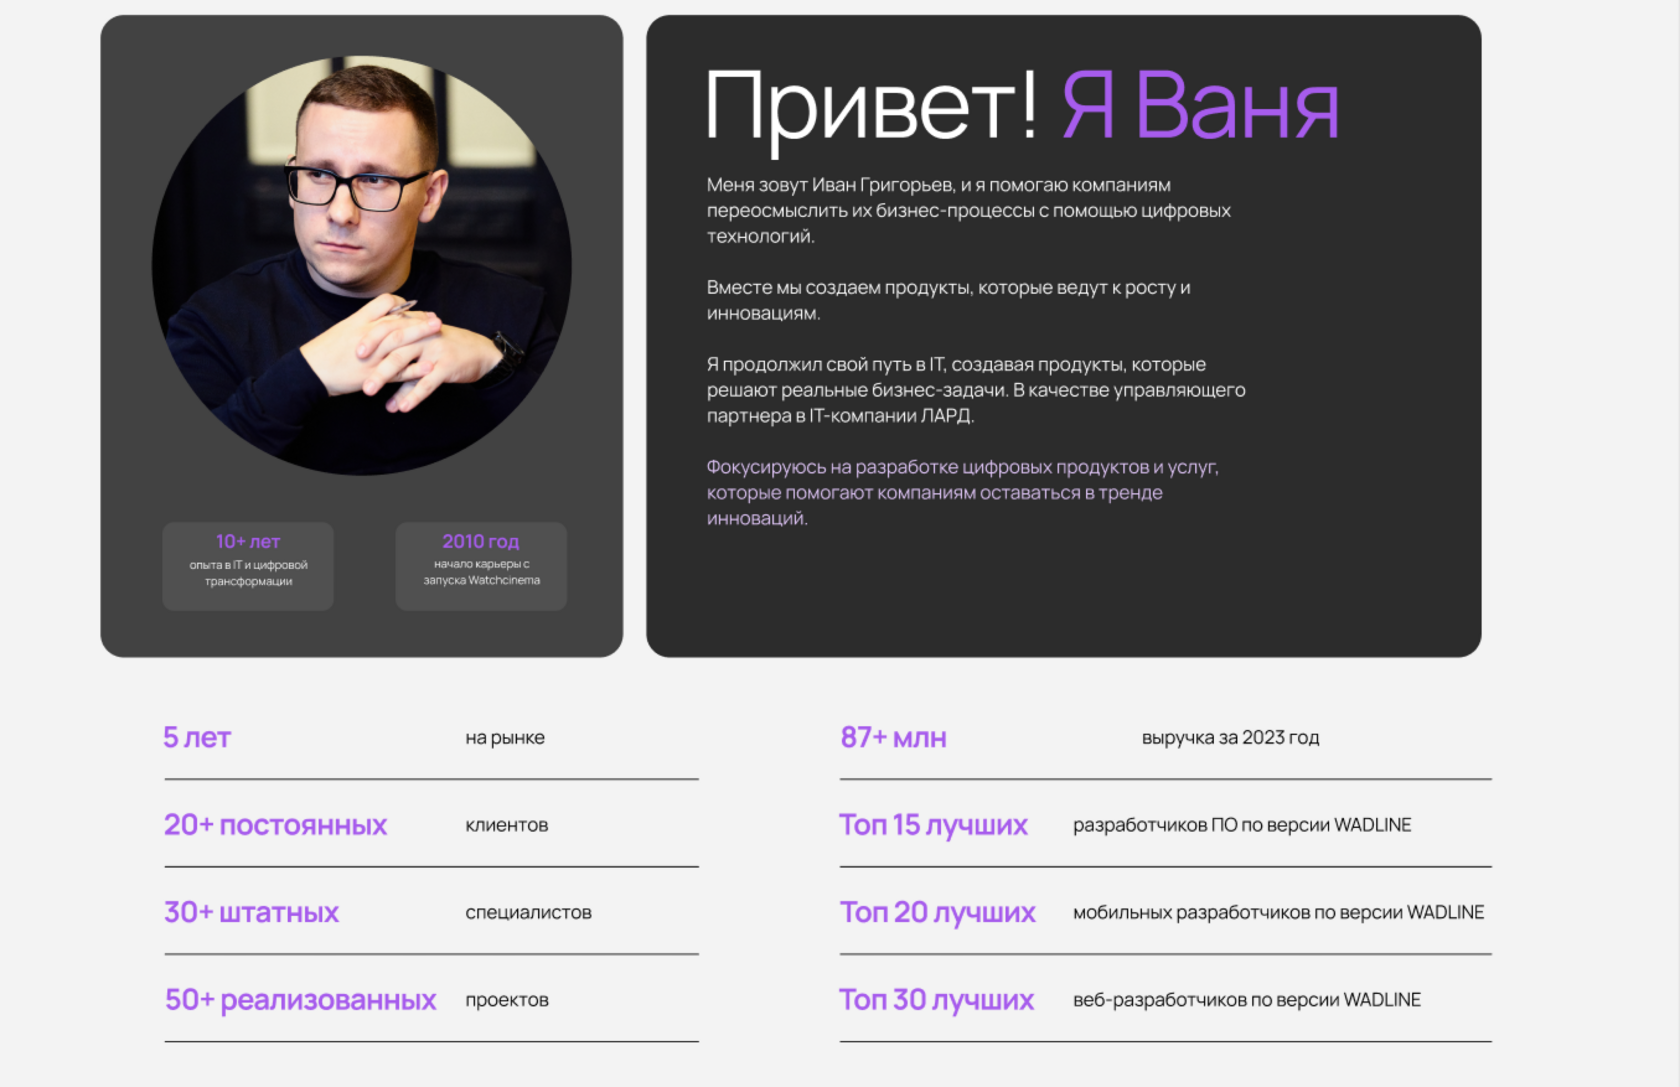 Привет! Я Ваня
Меня зовут Иван Григорьев, и я помогаю компаниям
переосмыслить их бизнес-процессы с помощью цифровых
технологий.
Вместе мы создаем продукты, которые ведут к росту и
инновациям.
Я продолжил свой путь в IT, создавая продукты, которые
решают реальные бизнес-задачи. В качестве управляющего
партнера в IT-компании ЛАРД.
Фокусируюсь на разработке цифровых продуктов и услуг,
которые помогают компаниям оставаться в тренде
инноваций.
10+ лет
опыта в IT и цифровой
трансформации
2010 год
начало карьеры с
запуска Watchcinema
5 лет на рынке
20+ постоянных клиентов
30+ штатных специалистов
50+ реализованных проектов
87+ млн выручка за 2023 год
Топ 15 лучших разработчиков ПО по версии WADLINE
Топ 20 лучших мобильных разработчиков по версии WADLINE
Топ 30 лучших веб-разработчиков по версии WADLINE